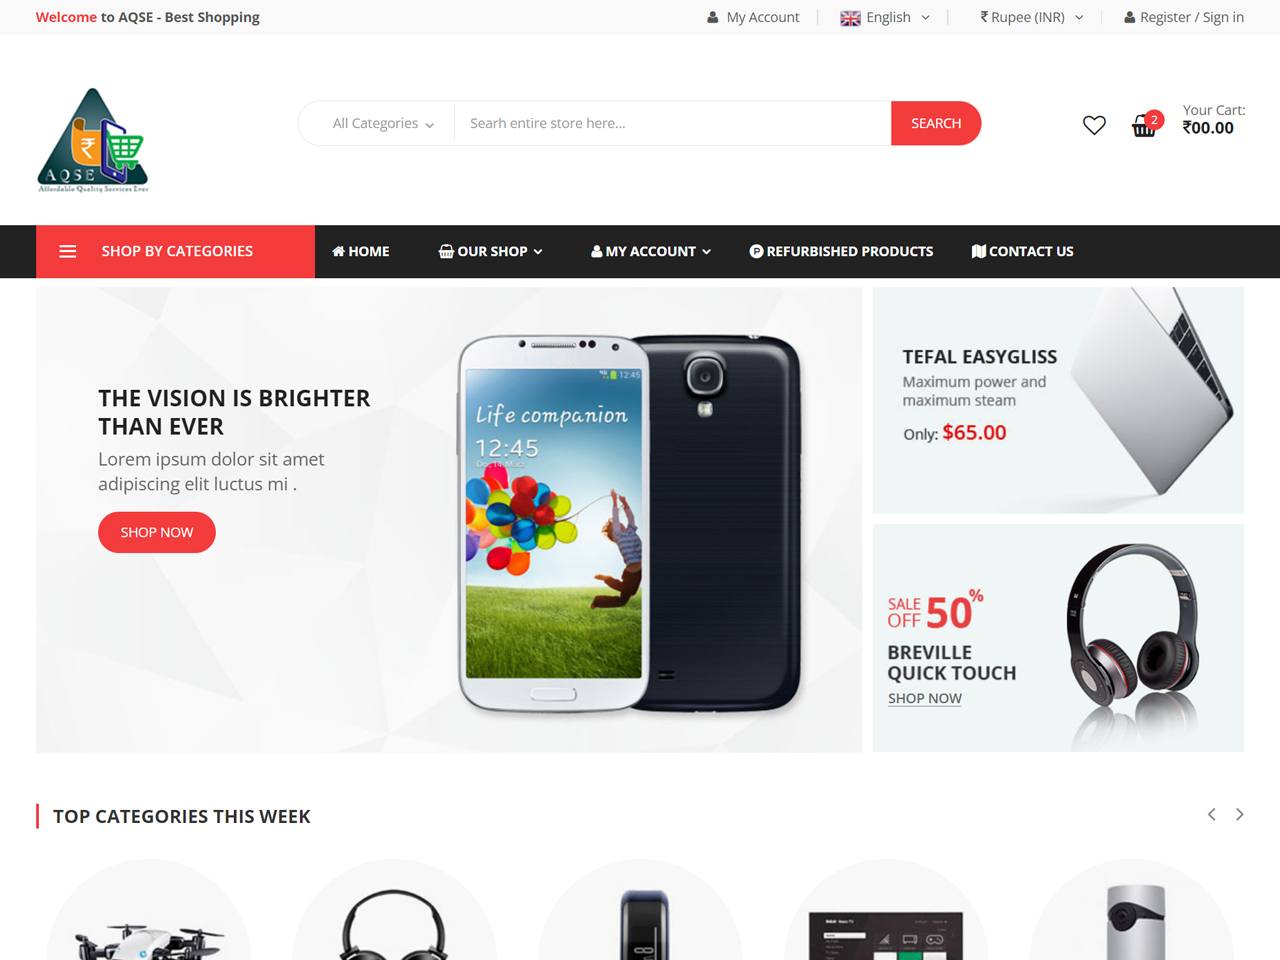 Welcome to AQSE - Best Shopping
My Account
English
₹ Rupee (INR)
Register / Sign in
AQSE
Affordable Quality Services Ever
All Categories
Searh entire store here...
SEARCH
2
Your Cart:
₹00.00
SHOP BY CATEGORIES
HOME
OUR SHOP
MY ACCOUNT
REFURBISHED PRODUCTS
CONTACT US
THE VISION IS BRIGHTER
THAN EVER
Lorem ipsum dolor sit amet
adipiscing elit luctus mi .
SHOP NOW
12:45
Life companion
12:45
TEFAL EASYGLISS
Maximum power and
maximum steam
Only: $65.00
SALE
OFF 50%
BREVILLE
QUICK TOUCH
SHOP NOW
TOP CATEGORIES THIS WEEK